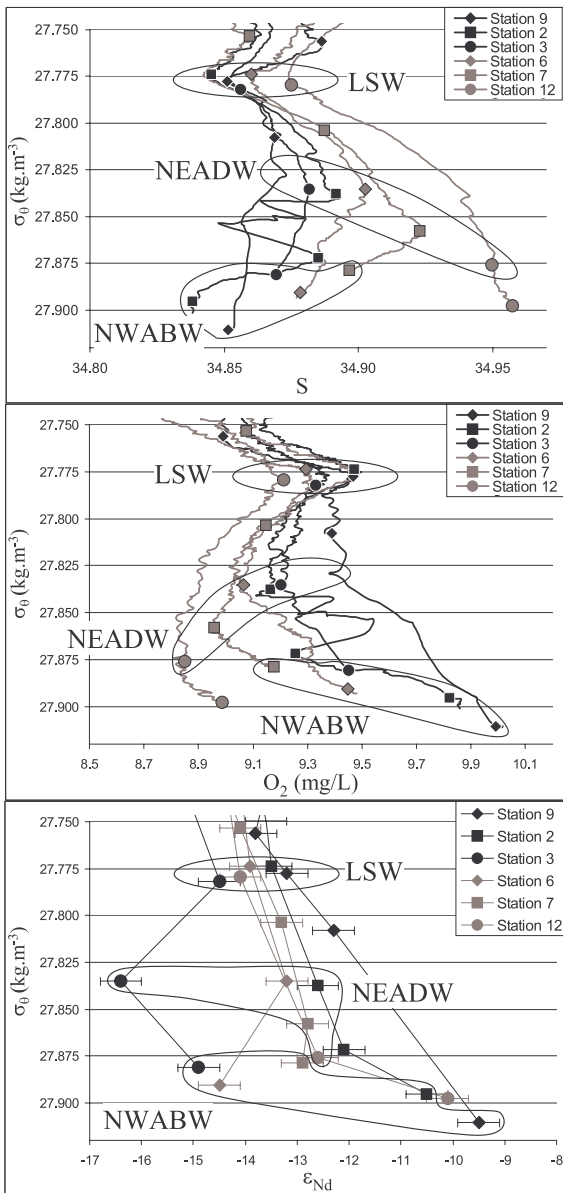 27.750
27.775
27.800
27.825
27.850
27.875
27.900
σθ (kg.m-3)
Station 9
Station 2
Station 3
Station 6
Station 7
Station 12
LSW
NEADW
NWABW
34.80
34.85
34.90
34.95
S
27.750
27.775
27.800
27.825
27.850
27.875
27.900
σθ (kg.m-3)
Station 9
Station 2
Station 3
Station 6
Station 7
Station 12
LSW
NEADW
NWABW
8.5
8.7
8.9
9.1
9.3
9.5
9.7
9.9
10.1
O2 (mg/L)
27.750
27.775
27.800
27.825
27.850
27.875
27.900
σθ (kg.m-3)
Station 9
Station 2
Station 3
Station 6
Station 7
Station 12
LSW
NEADW
NWABW
-17
-16
-15
-14
-13
-12
-11
-10
-9
-8
εNd